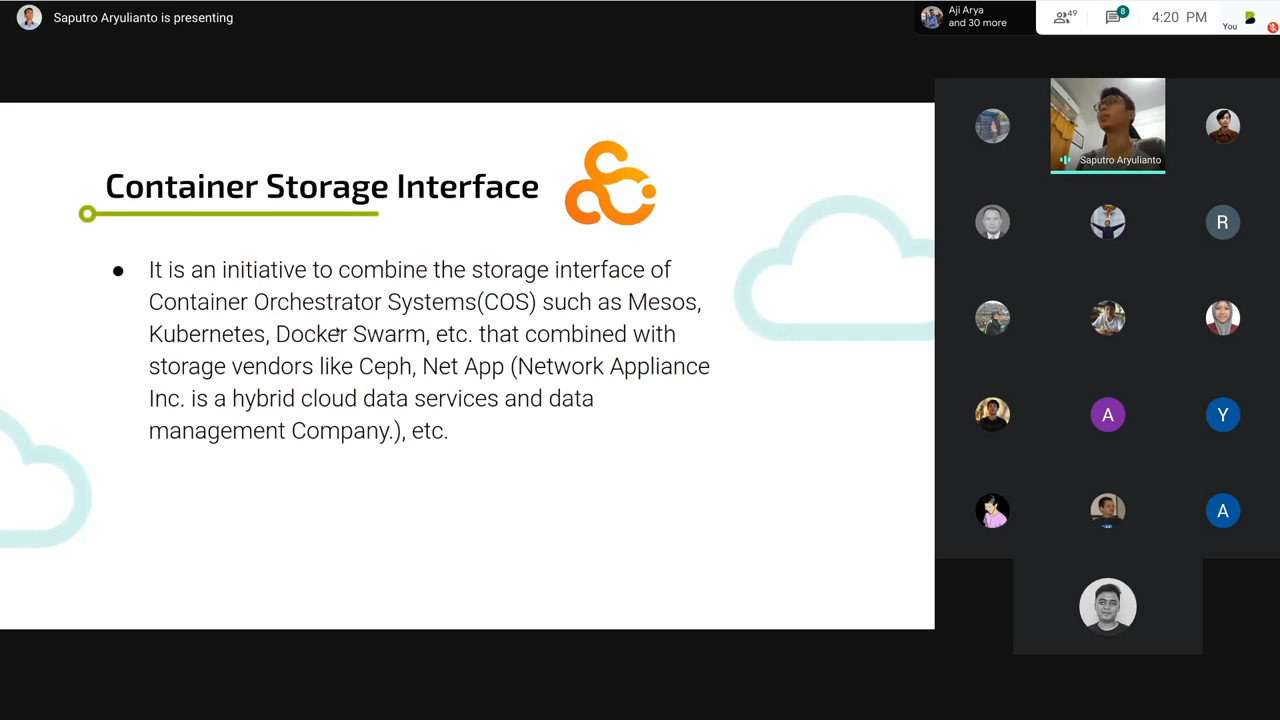 Saputro Aryulianto is presenting
Aji Arya
and 30 more
49
8
4:20 PM
You
Container Storage Interface
● It is an initiative to combine the storage interface of
Container Orchestrator Systems(COS) such as Mesos,
Kubernetes, Docker Swarm, etc. that combined with
storage vendors like Ceph, Net App (Network Appliance
Inc. is a hybrid cloud data services and data
management Company.), etc.
Saputro Aryulianto
R
A
Y
A